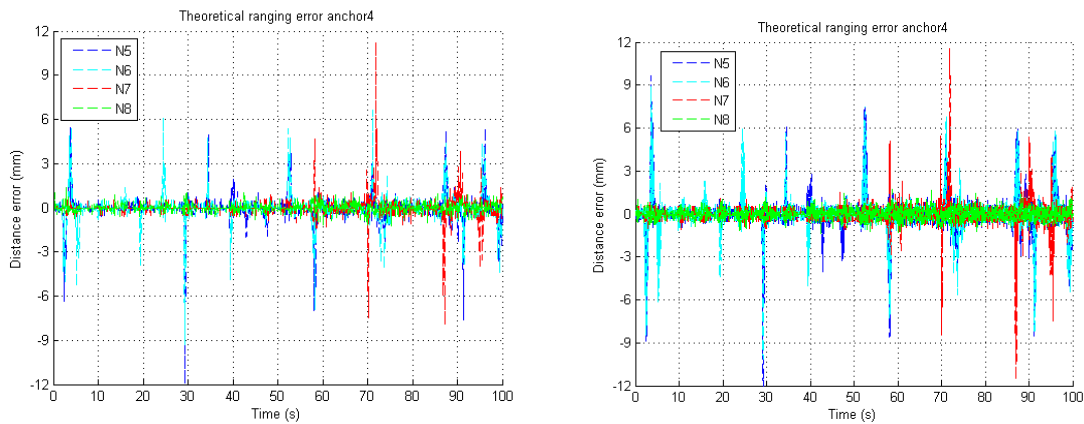 Theoretical ranging error anchor4
12
9
6
3
0
-3
-6
-9
-12
Distance error (mm)
N5
N6
N7
N8
0 10 20 30 40 50 60 70 80 90 100
Time (s)
Theoretical ranging error anchor4
12
9
6
3
0
-3
-6
-9
-12
Distance error (mm)
N5
N6
N7
N8
0 10 20 30 40 50 60 70 80 90 100
Time (s)